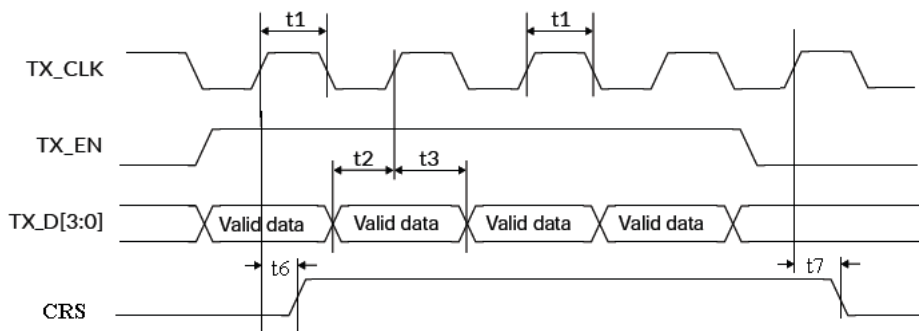 t1 t1
TX_CLK
TX_EN
t2 t3
TX_D[3:0] Valid data Valid data Valid data Valid data
t6 t7
CRS